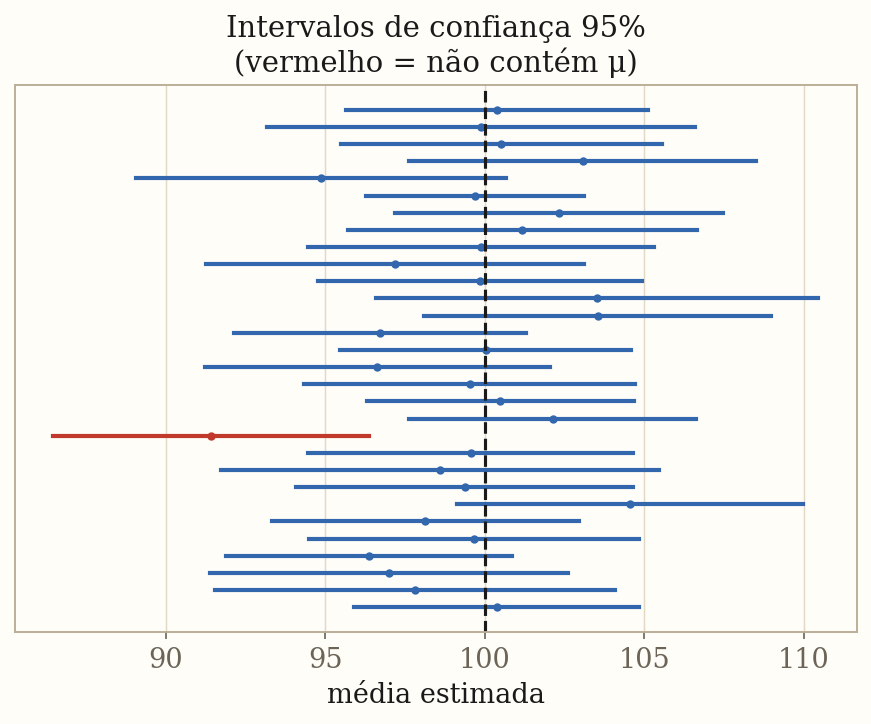 Intervalos de confiança 95%
(vermelho = não contém μ)
90 95 100 105 110
média estimada